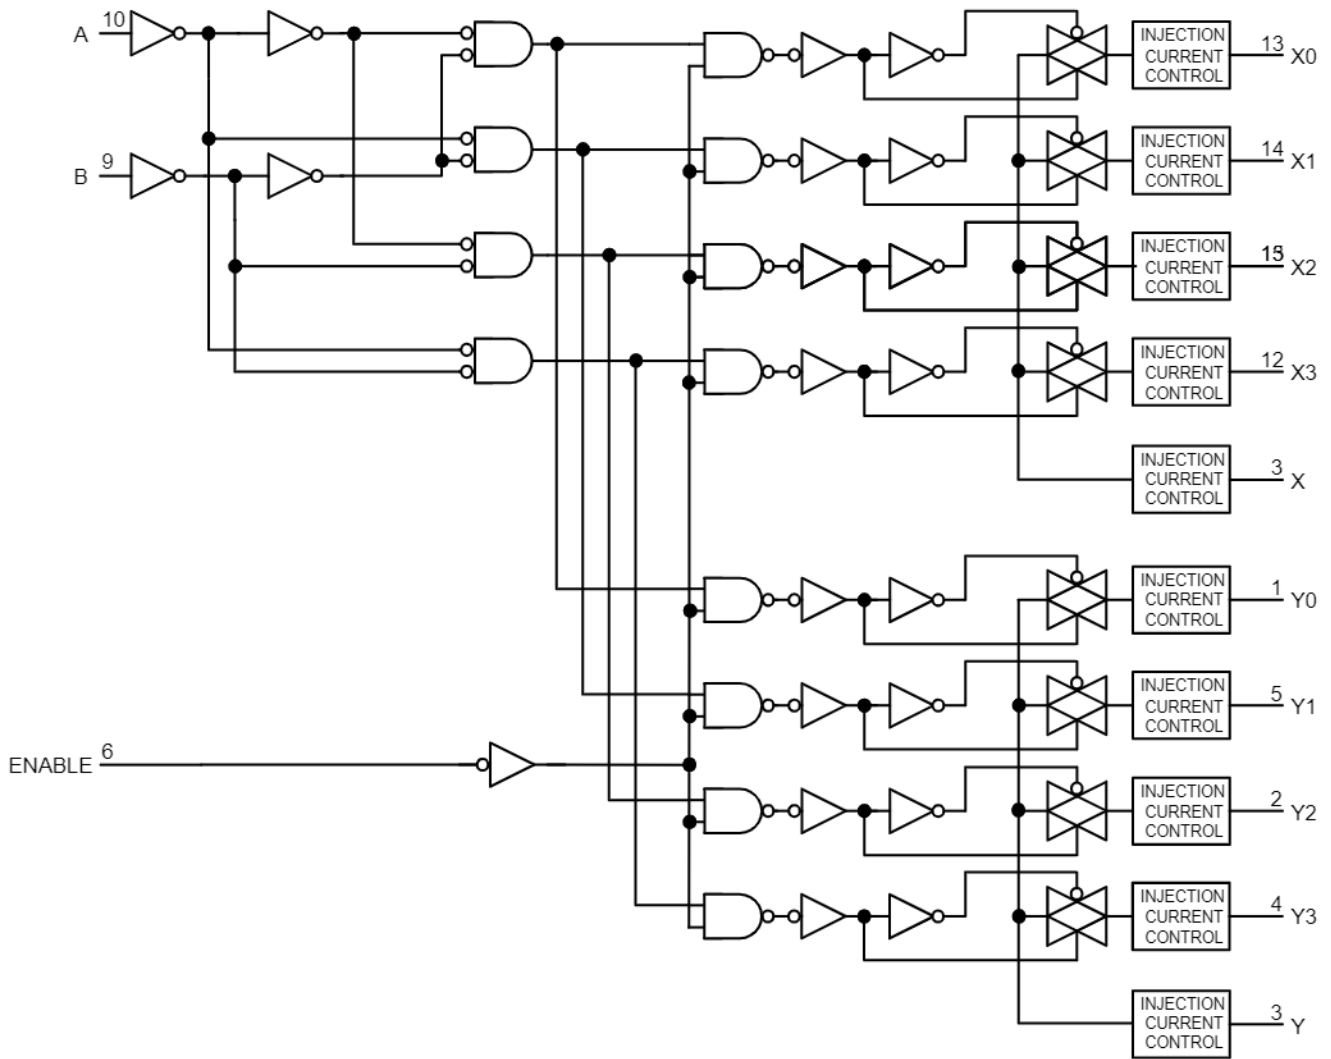 A 10
INJECTION
CURRENT
CONTROL
13 X0
B 9
INJECTION
CURRENT
CONTROL
14 X1
INJECTION
CURRENT
CONTROL
X2
INJECTION
CURRENT
CONTROL
12 X3
INJECTION
CURRENT
CONTROL
3 X
INJECTION
CURRENT
CONTROL
1 Y0
INJECTION
CURRENT
CONTROL
5 Y1
ENABLE 6
INJECTION
CURRENT
CONTROL
2 Y2
INJECTION
CURRENT
CONTROL
4 Y3
INJECTION
CURRENT
CONTROL
3 Y